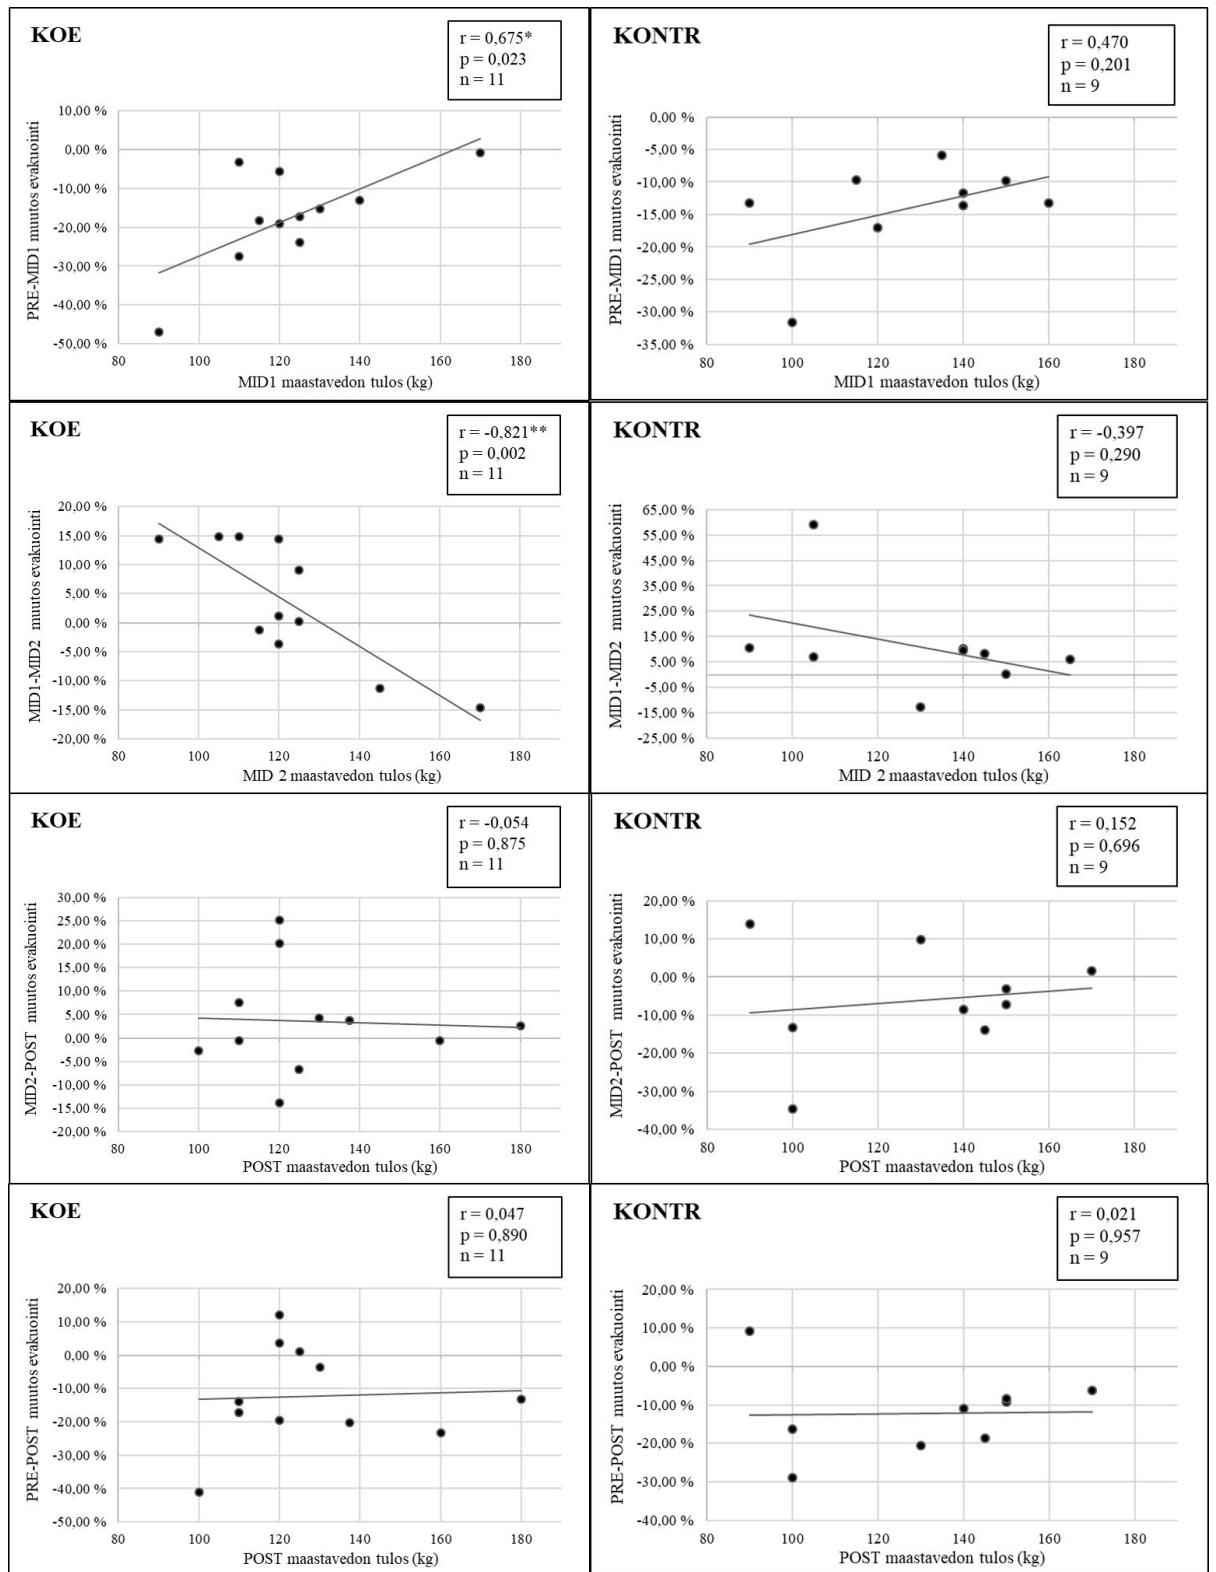 KOE
r = 0,675*
p = 0,023
n = 11
PRE-MID1 muutos evakuointi
10,00 %
0,00 %
-10,00 %
-20,00 %
-30,00 %
-40,00 %
-50,00 %
80 100 120 140 160 180
MID1 maastavedon tulos (kg)
KONTR
r = 0,470
p = 0,201
n = 9
PRE-MID1 muutos evakuointi
0,00 %
-5,00 %
-10,00 %
-15,00 %
-20,00 %
-25,00 %
-30,00 %
-35,00 %
80 100 120 140 160 180
MID1 maastavedon tulos (kg)
KOE
r = -0,821**
p = 0,002
n = 11
MID1-MID2 muutos evakuointi
20,00 %
15,00 %
10,00 %
5,00 %
0,00 %
-5,00 %
-10,00 %
-15,00 %
-20,00 %
80 100 120 140 160 180
MID 2 maastavedon tulos (kg)
KONTR
r = -0,397
p = 0,290
n = 9
MID1-MID2 muutos evakuointi
65,00 %
55,00 %
45,00 %
35,00 %
25,00 %
15,00 %
5,00 %
-5,00 %
-15,00 %
-25,00 %
80 100 120 140 160 180
MID 2 maastavedon tulos (kg)
KOE
r = -0,054
p = 0,875
n = 11
MID2-POST muutos evakuointi
30,00 %
25,00 %
20,00 %
15,00 %
10,00 %
5,00 %
0,00 %
-5,00 %
-10,00 %
-15,00 %
-20,00 %
80 100 120 140 160 180
POST maastavedon tulos (kg)
KONTR
r = 0,152
p = 0,696
n = 9
MID2-POST muutos evakuointi
20,00 %
10,00 %
0,00 %
-10,00 %
-20,00 %
-30,00 %
-40,00 %
80 100 120 140 160 180
POST maastavedon tulos (kg)
KOE
r = 0,047
p = 0,890
n = 11
PRE-POST muutos evakuointi
20,00 %
10,00 %
0,00 %
-10,00 %
-20,00 %
-30,00 %
-40,00 %
-50,00 %
80 100 120 140 160 180
POST maastavedon tulos (kg)
KONTR
r = 0,021
p = 0,957
n = 9
PRE-POST muutos evakuointi
20,00 %
10,00 %
0,00 %
-10,00 %
-20,00 %
-30,00 %
-40,00 %
80 100 120 140 160 180
POST maastavedon tulos (kg)